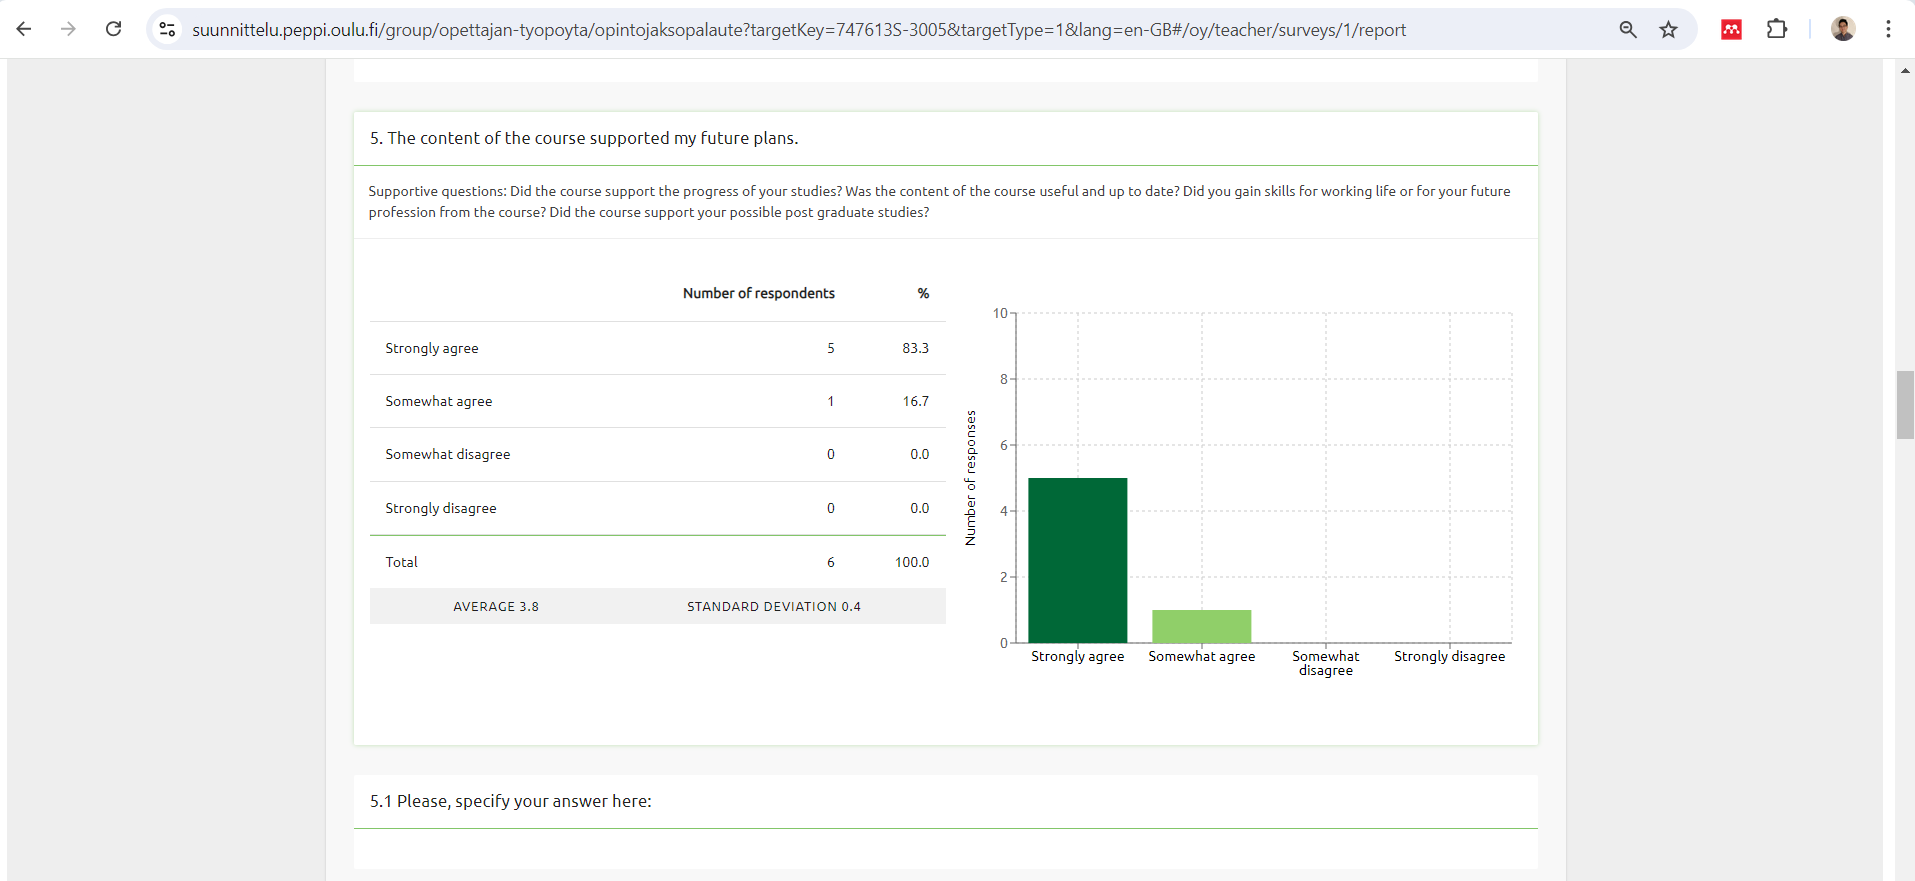 suunnittelu.peppi.oulu.fi/group/opettajan-tyopoyta/opintojaksopalaute?targetKey=747613S-3005&targetType=1&lang=en-GB#/oy/teacher/surveys/1/report
5. The content of the course supported my future plans.
Supportive questions: Did the course support the progress of your studies? Was the content of the course useful and up to date? Did you gain skills for working life or for your future
profession from the course? Did the course support your possible post graduate studies?
Number of respondents %
Strongly agree 5 83.3
Somewhat agree 1 16.7
Somewhat disagree 0 0.0
Strongly disagree 0 0.0
Total 6 100.0
AVERAGE 3.8 STANDARD DEVIATION 0.4
Number of responses
10
8
6
4
2
0
Strongly agree Somewhat agree Somewhat disagree Strongly disagree
5.1 Please, specify your answer here: